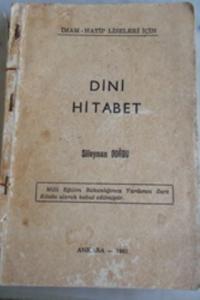 İMAM - HATİP LİSELERİ İÇİN
DİNİ
HİTABET
Süleyman
Milli Eğitim Bakanlığınca Yardımcı Ders
Kitabı olarak kabul edilmiştir.
ANKARA —